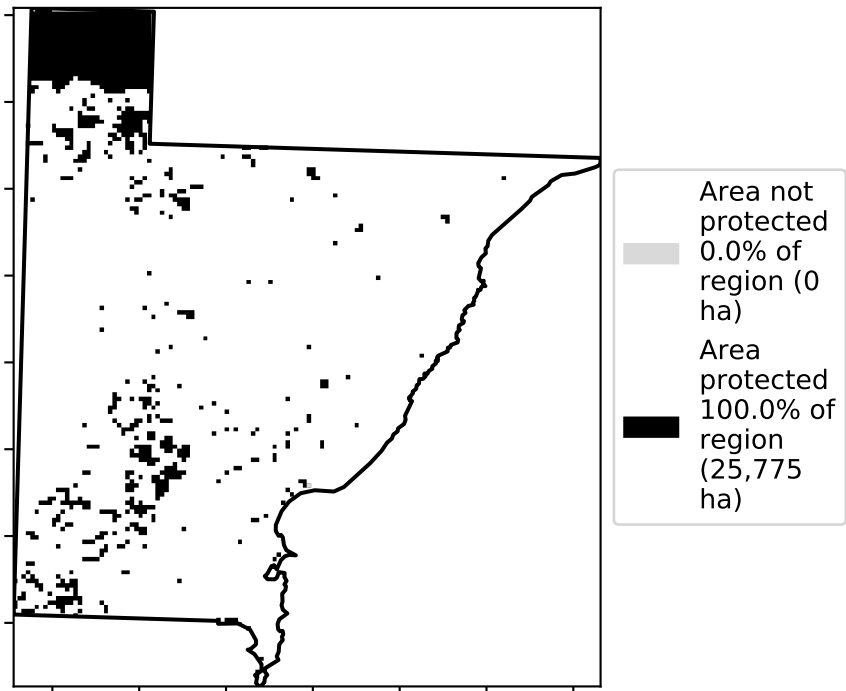 Area not
protected
0.0% of
region (0
ha)
Area
protected
100.0% of
region
(25,775
ha)